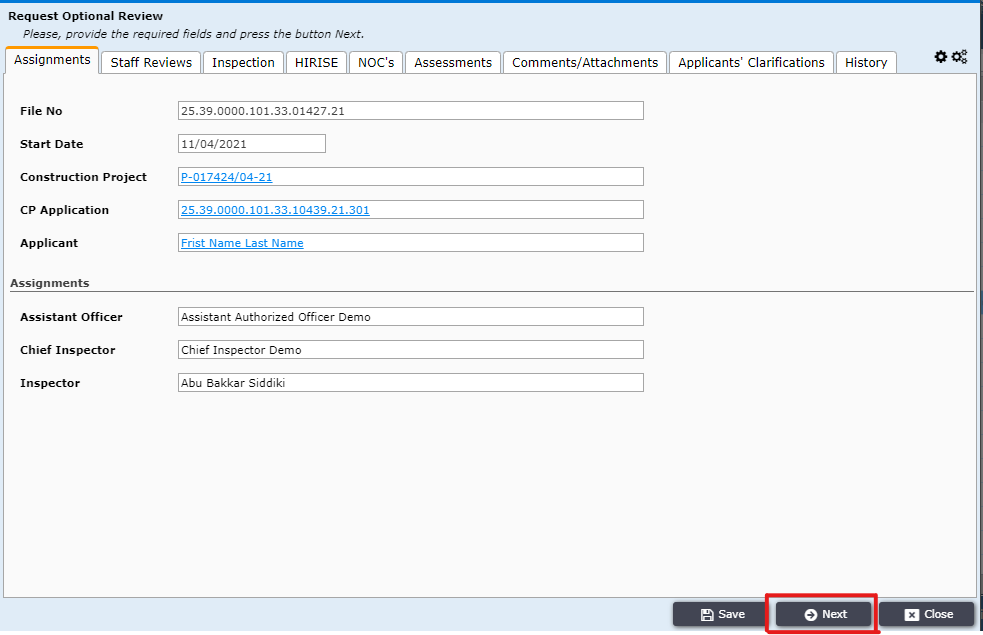 Request Optional Review
Please, provide the required fields and press the button Next.
Assignments Staff Reviews Inspection HIRISE NOC's Assessments Comments/Attachments Applicants' Clarifications History
File No 25.39.0000.101.33.01427.21
Start Date 11/04/2021
Construction Project P-017424/04-21
CP Application 25.39.0000.101.33.10439.21.301
Applicant Frist Name Last Name
Assignments
Assistant Officer Assistant Authorized Officer Demo
Chief Inspector Chief Inspector Demo
Inspector Abu Bakkar Siddiki
Save Next Close